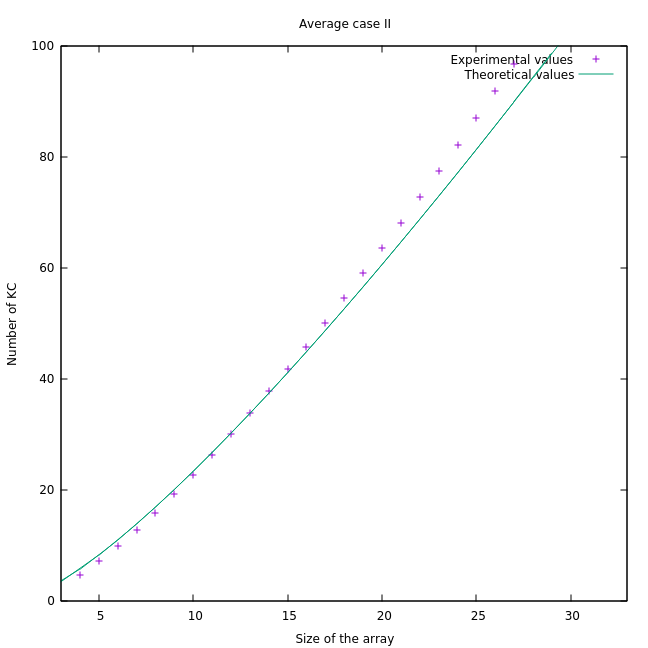 Average case II
100
80
60
40
20
0
Number of KC
Experimental values
Theoretical values
5
10
15
20
25
30
Size of the array